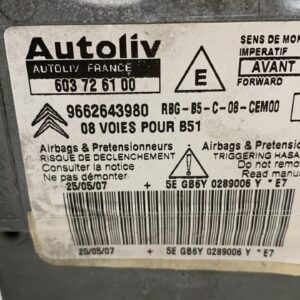 Autoliv
AUTOLIV FRANCE
603 72 61 00
E
SENS DE MON
IMPERATIF
AVANT
FORWARD
9662643980 RBG-B5-C-08-CEM00
08 VOIES POUR B51
Airbags & Pretensionneurs
RISQUE DE DECLENCHEMENT
Consulter la notice
Ne pas démonter
Airbags & Pretensione
TRIGGERING HASA
Do not remo
Read manu
25/05/07 + 5E GB6Y 0289006 Y * E7
25/05/07 + 5E GB6Y 0289006 Y * E7